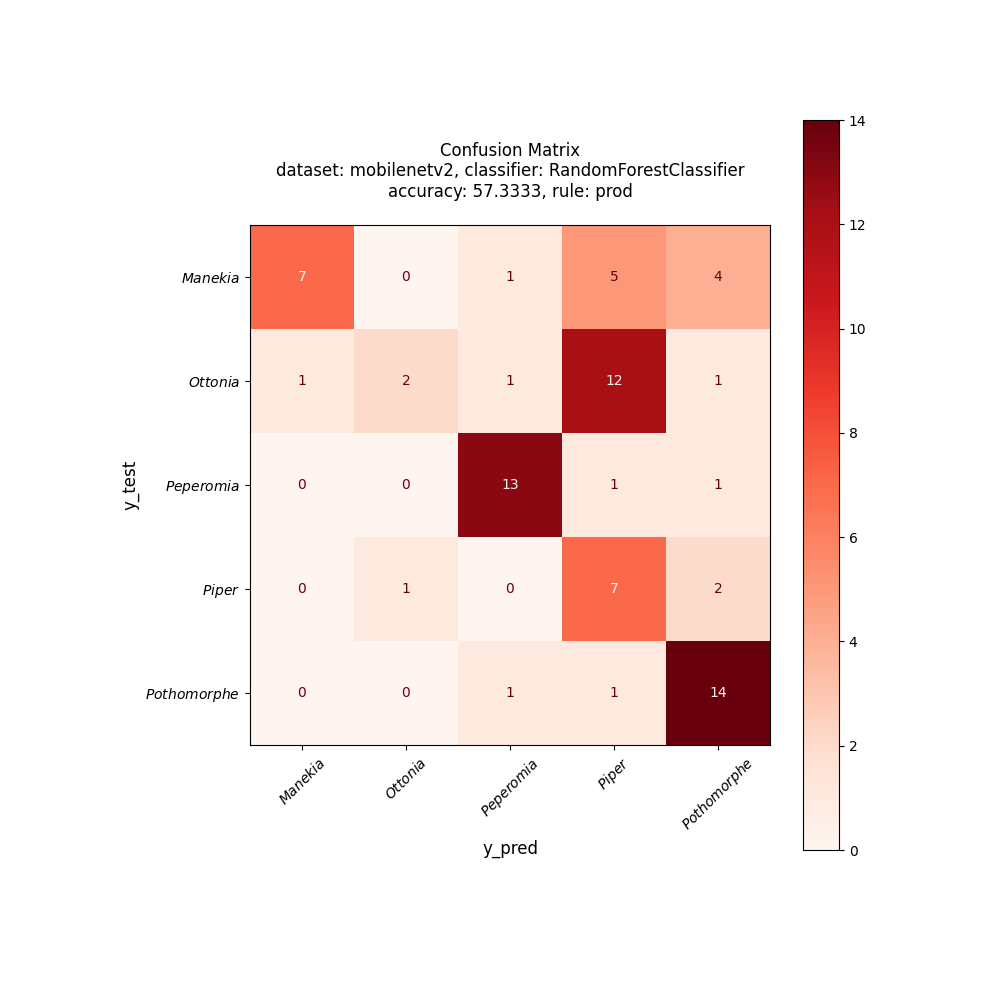 Confusion Matrix
dataset: mobilenetv2, classifier: RandomForestClassifier
accuracy: 57.3333, rule: prod
y_test
Manekia 7 0 1 5 4
Ottonia 1 2 1 12 1
Peperomia 0 0 13 1 1
Piper 0 1 0 7 2
Pothomorphe 0 0 1 1 14
Manekia Ottonia Peperomia Piper Pothomorphe
y_pred
14
12
10
8
6
4
2
0